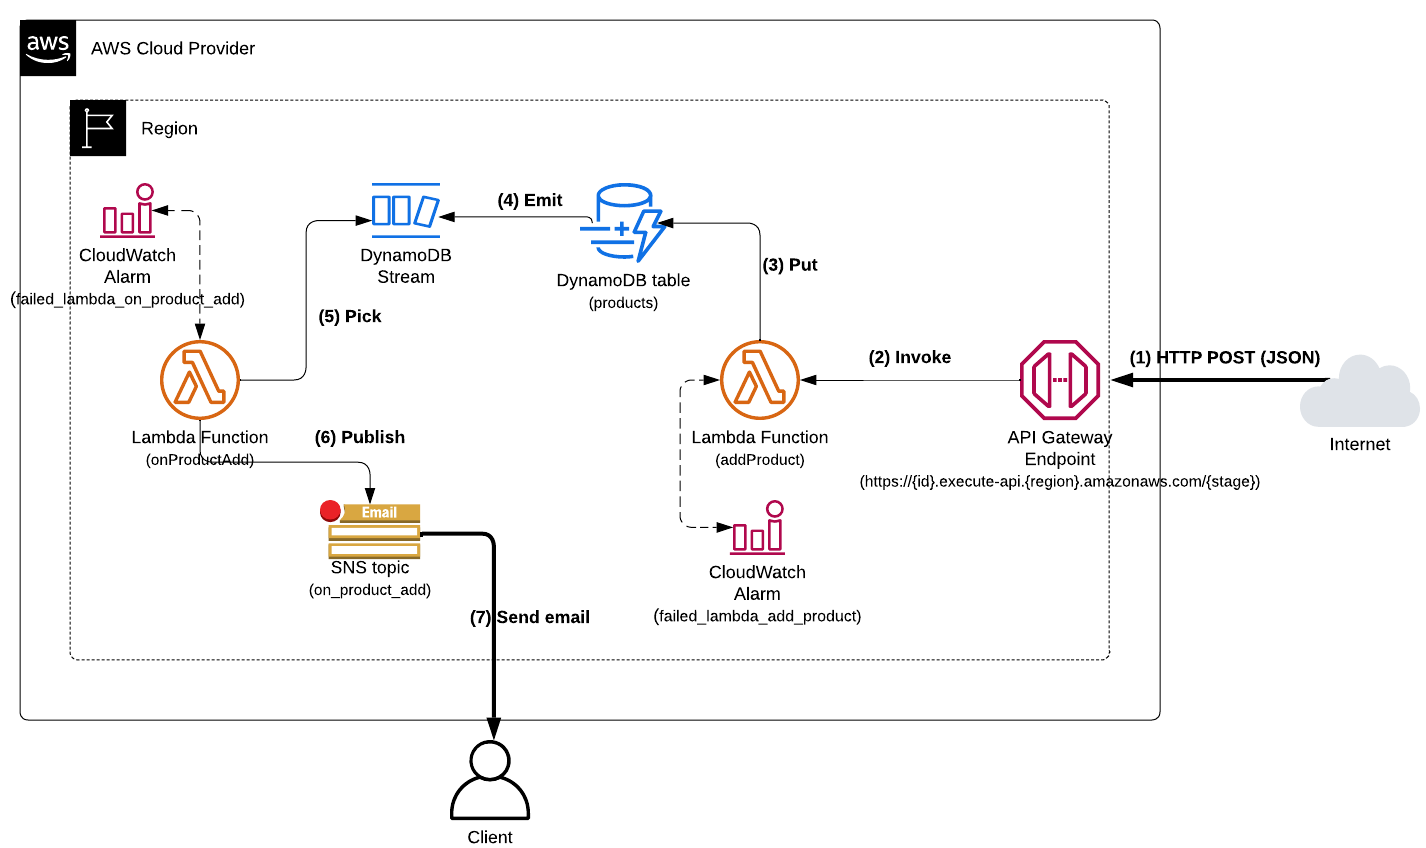 aws
AWS Cloud Provider
Region
CloudWatch
Alarm
(failed_lambda_on_product_add)
DynamoDB
Stream
(4) Emit
DynamoDB table
(products)
(3) Put
(5) Pick
(2) Invoke
(1) HTTP POST (JSON)
Lambda Function
(onProductAdd)
(6) Publish
Lambda Function
(addProduct)
API Gateway
Endpoint
(https://{id}.execute-api.{region}.amazonaws.com/{stage})
Internet
Email
SNS topic
(on_product_add)
CloudWatch
Alarm
(failed_lambda_add_product)
(7) Send email
Client